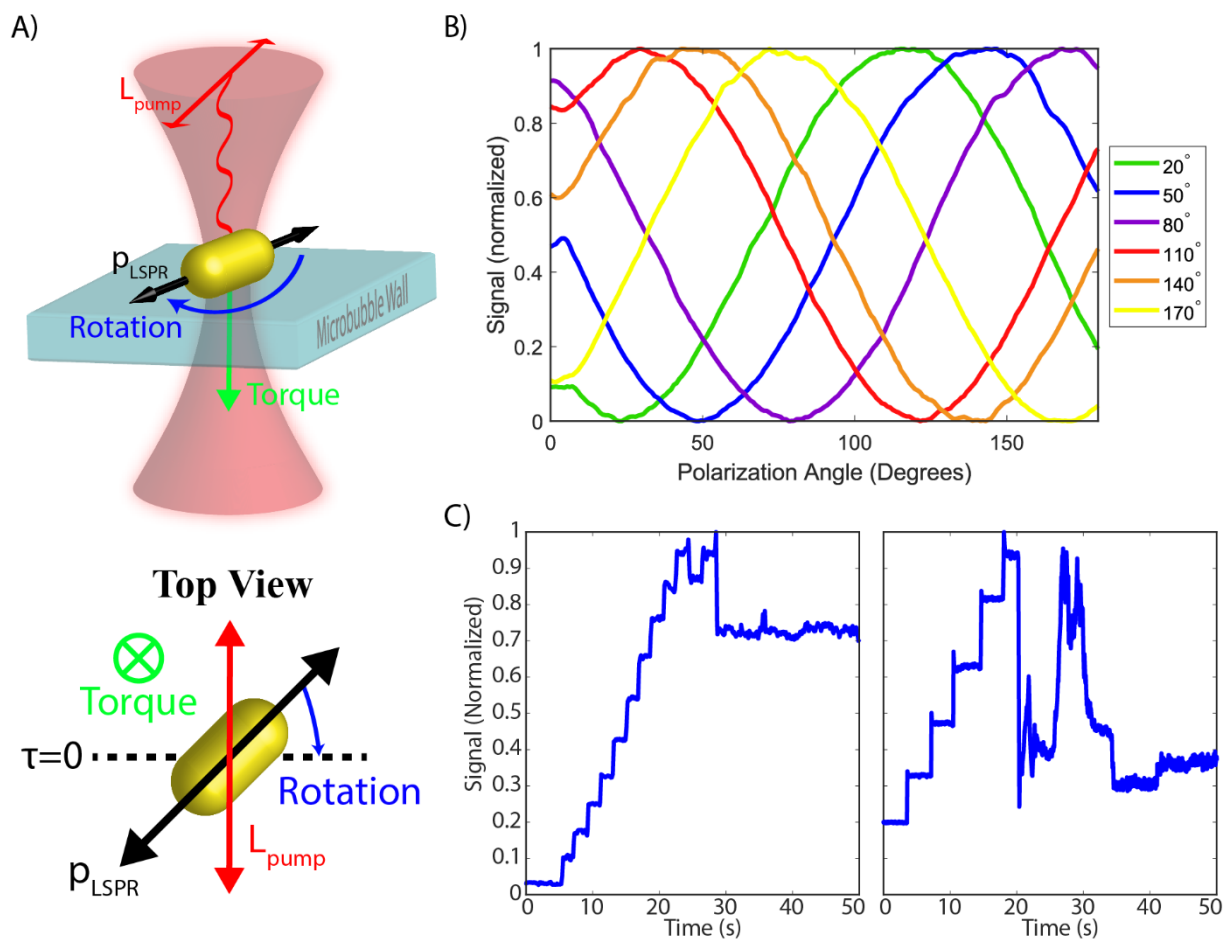 A)
L_pump
p_LSPR
Rotation
Microbubble Wall
Torque
Top View
Torque
τ=0
Rotation
L_pump
p_LSPR
B)
Signal (normalized)
1
0.8
0.6
0.4
0.2
0
0 50 100 150
Polarization Angle (Degrees)
20°
50°
80°
110°
140°
170°
C)
Signal (Normalized)
1
0.9
0.8
0.7
0.6
0.5
0.4
0.3
0.2
0.1
0
0 10 20 30 40 50
Time (s)
1
0.9
0.8
0.7
0.6
0.5
0.4
0.3
0.2
0.1
0
0 10 20 30 40 50
Time (s)